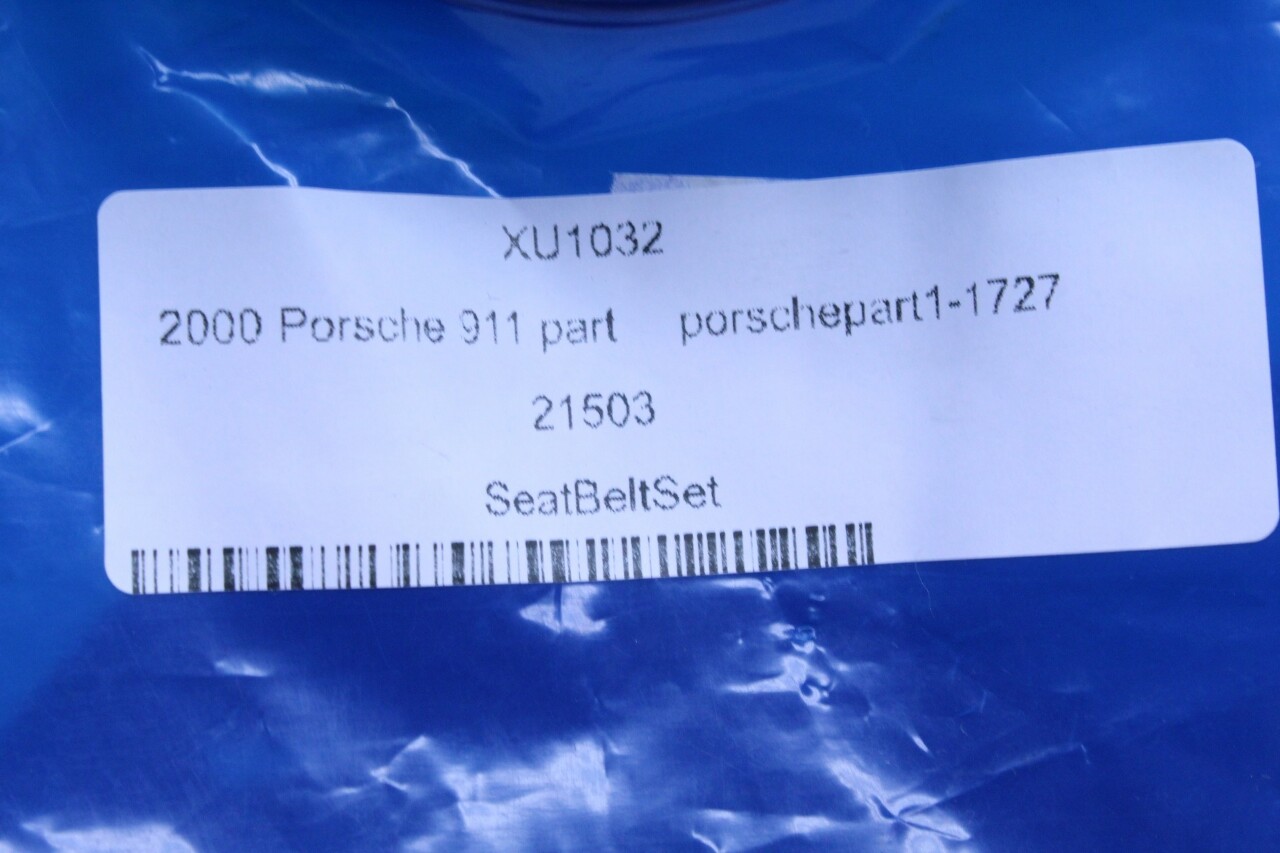 XU1032
2000 Porsche 911 part porschepart1-1727
21503
SeatBeltSet